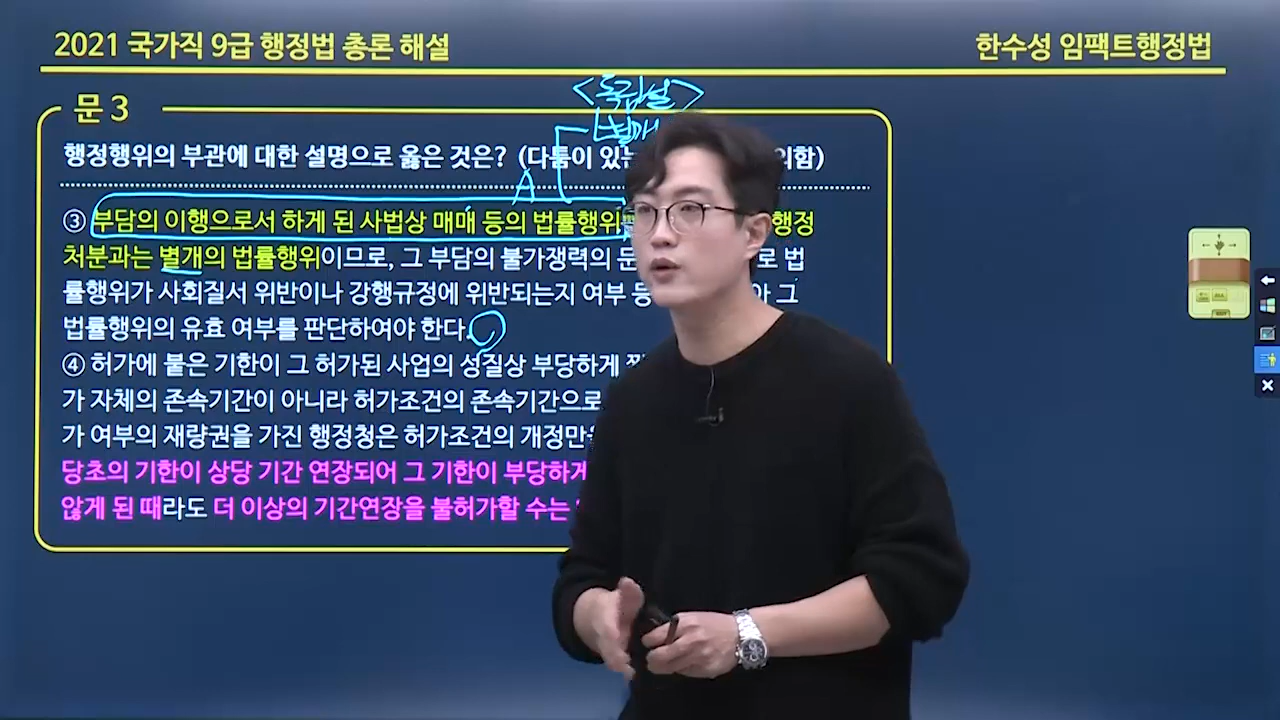 2021 국가직 9급 행정법 총론 해설
한수성 임팩트행정법
문 3
<독립설>
별개
행정행위의 부관에 대한 설명으로 옳은 것은? (다툼이 있는 의함)
A
③ 부담의 이행으로서 하게 된 사법상 매매 등의 법률행위 행정
처분과는 별개의 법률행위이므로, 그 부담의 불가쟁력의 로 법
률행위가 사회질서 위반이나 강행규정에 위반되는지 여부 그
법률행위의 유효 여부를 판단하여야 한다.
④ 허가에 붙은 기한이 그 허가된 사업의 성질상 부당하게
가 자체의 존속기간이 아니라 허가조건의 존속기간으로
가 여부의 재량권을 가진 행정청은 허가조건의 개정만을
당초의 기한이 상당 기간 연장되어 그 기한이 부당하게
않게 된 때라도 더 이상의 기간연장을 불허가할 수는